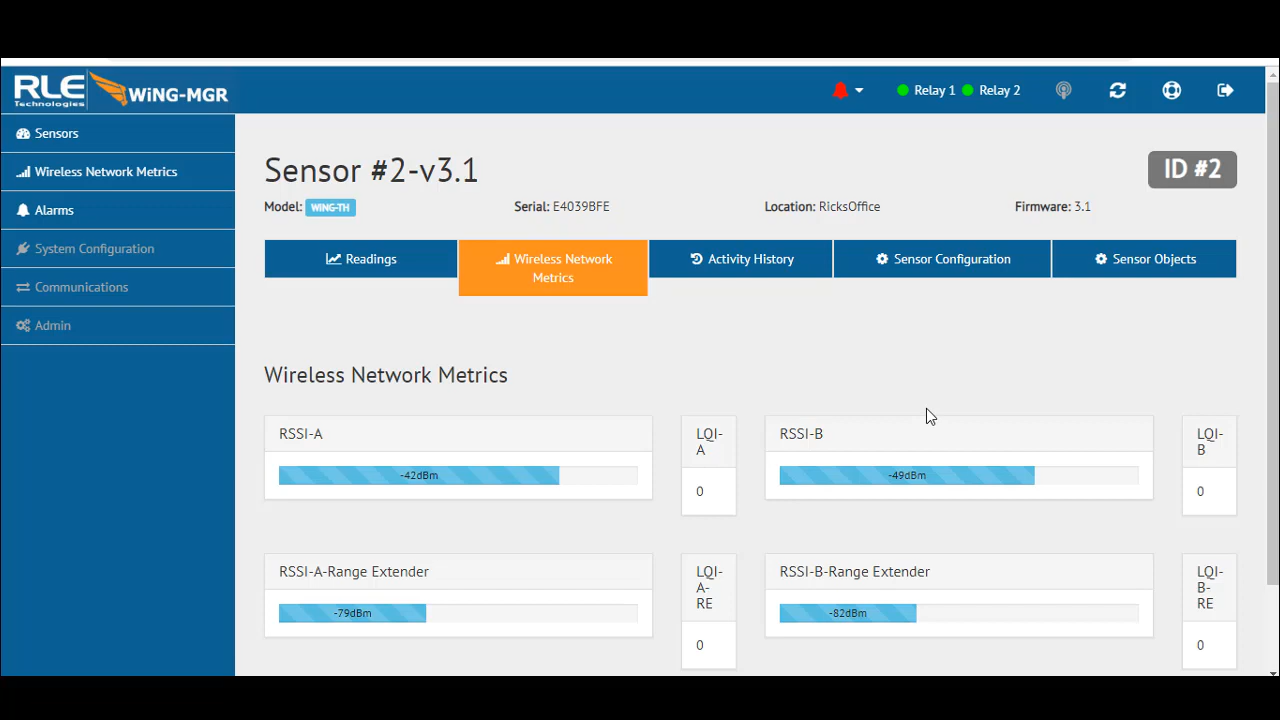 RLE Technologies WiNG-MGR
Relay 1 Relay 2
Sensors
Wireless Network Metrics
Alarms
System Configuration
Communications
Admin
Sensor #2-v3.1
ID #2
Model: WING-TH Serial: E4039BFE Location: RicksOffice Firmware: 3.1
Readings
Wireless Network
Metrics
Activity History
Sensor Configuration
Sensor Objects
Wireless Network Metrics
RSSI-A
-42dBm
LQI-
A
0
RSSI-B
-49dBm
LQI-
B
0
RSSI-A-Range Extender
-79dBm
LQI-
A-
RE
0
RSSI-B-Range Extender
-82dBm
LQI-
B-
RE
0